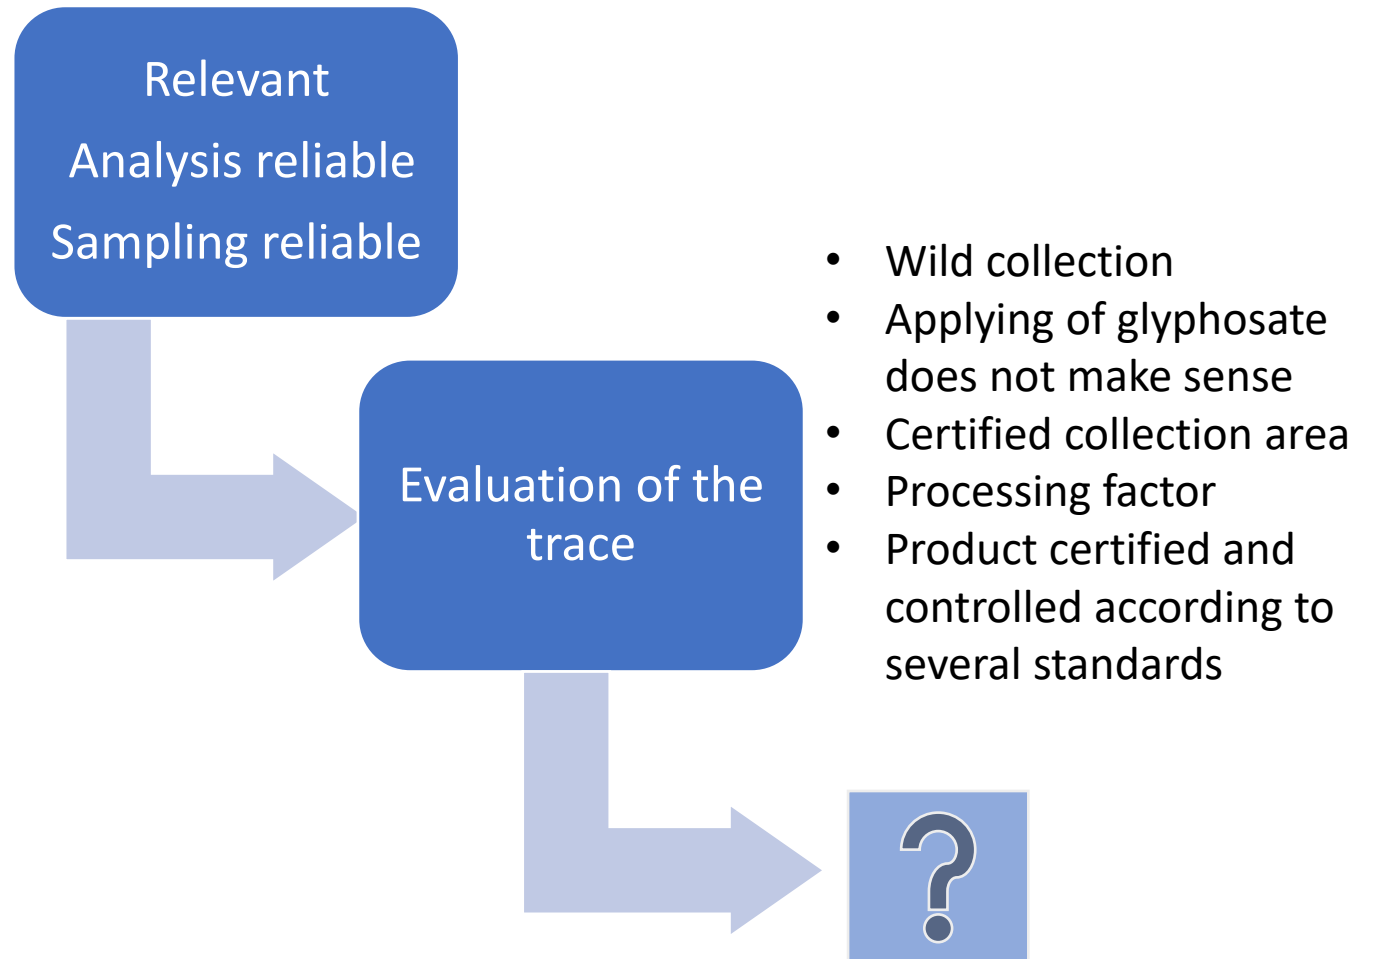 Relevant
Analysis reliable
Sampling reliable
Evaluation of the
trace
• Wild collection
• Applying of glyphosate
does not make sense
• Certified collection area
• Processing factor
• Product certified and
controlled according to
several standards
?